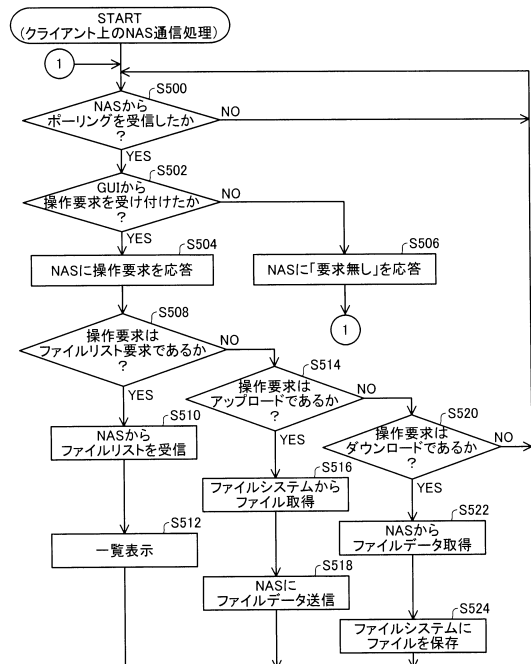 START
(クライアント上のNAS通信処理)
1
S500
NASから
ポーリングを受信したか
?
NO
YES
S502
GUIから
操作要求を受け付けたか
?
NO
YES
S504
NASに操作要求を応答
S506
NASに「要求無し」を応答
1
S508
操作要求は
ファイルリスト要求であるか
?
NO
YES
S514
操作要求は
アップロードであるか
?
NO
YES
S520
操作要求は
ダウンロードであるか
?
NO
YES
S510
NASから
ファイルリストを受信
S516
ファイルシステムから
ファイル取得
S522
NASから
ファイルデータ取得
S512
一覧表示
S518
NASに
ファイルデータ送信
S524
ファイルシステムに
ファイルを保存